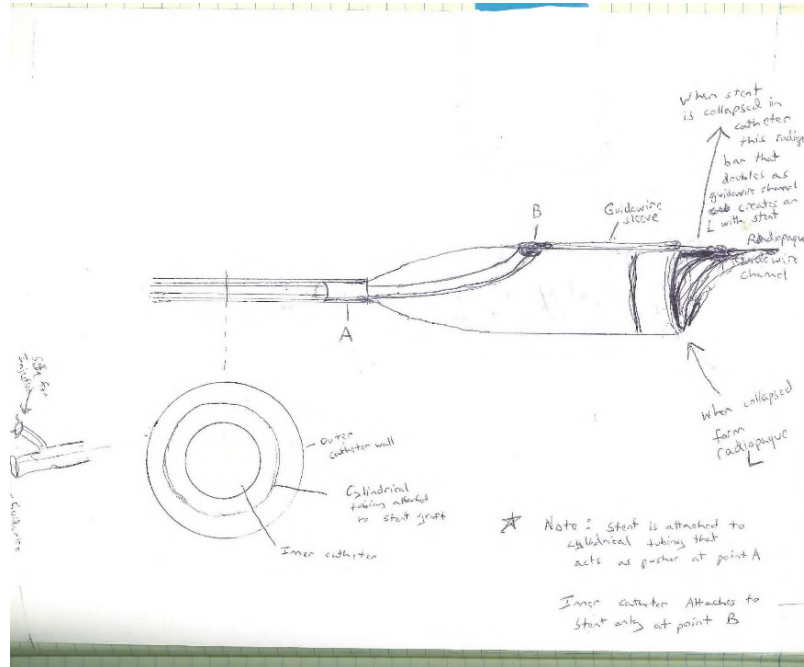 When stent
is collapsed in
catheter
this
bar that
doubles as
guidewire channel
creates an
L with stent
Radiopaque
Guidewire
channel
B
Guidewire
sleeve
A
When collapsed
form
radiopaque
L
Injection
Guidewire
Outer
catheter wall
Cylindrical
tubing attached
to stent graft
Inner catheter
☆ Note: Stent is attached to
cylindrical tubing that
acts as pusher at point A
Inner catheter Attaches to
Stent only at point B